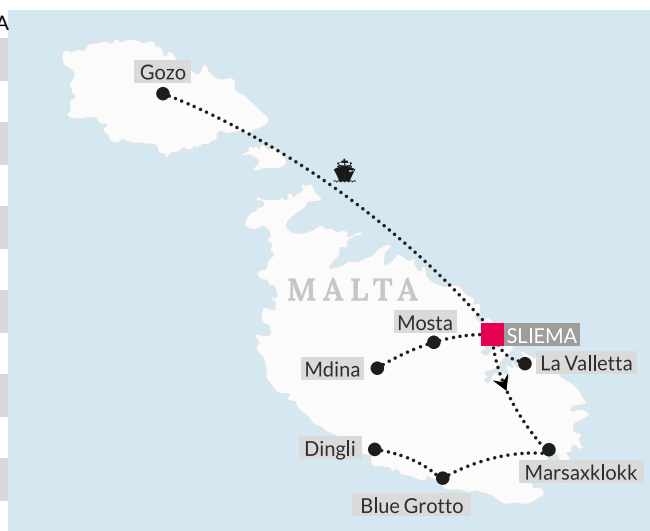 A
Gozo
MALTA
Mosta
SLIEMA
La Valletta
Mdina
Dingli
Marsaxklokk
Blue Grotto